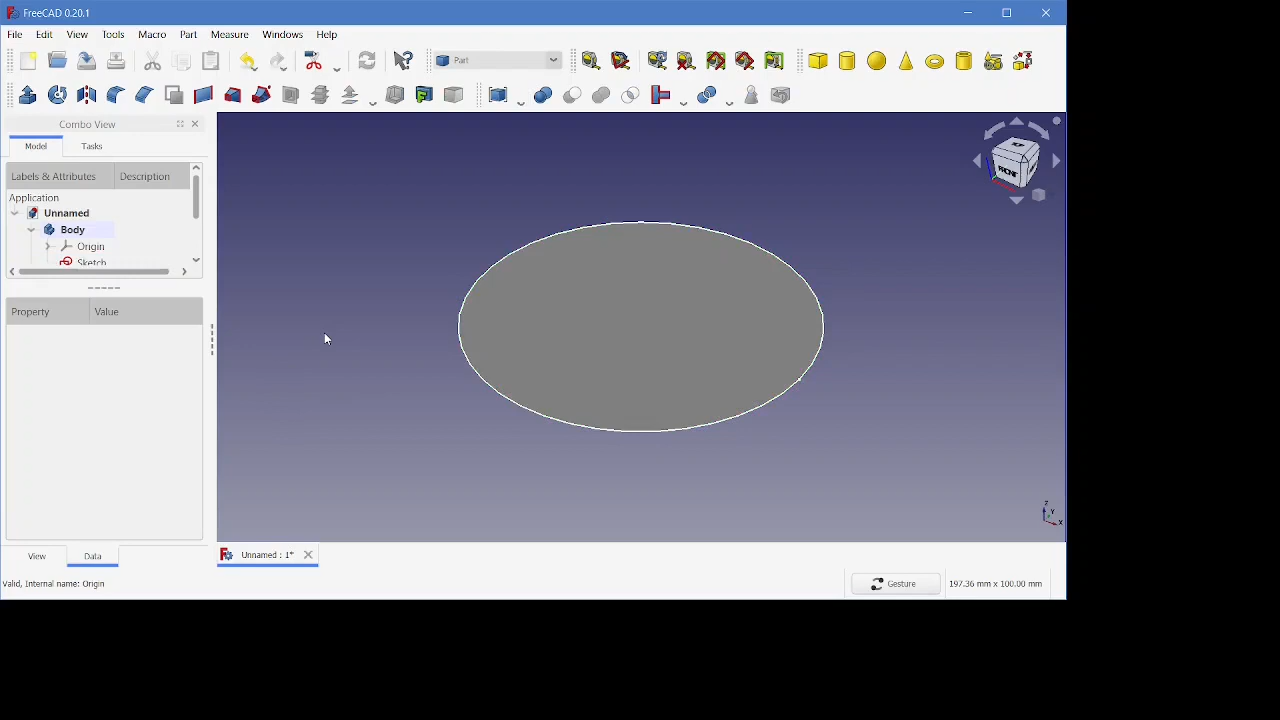 FreeCAD 0.20.1
File Edit View Tools Macro Part Measure Windows Help
Part
Combo View
Model Tasks
Labels & Attributes Description
Application
Unnamed
Body
Origin
Sketch
Property Value
FRONT
Z
Y
X
View Data
Unnamed : 1*
Valid, Internal name: Origin
Gesture
197.36 mm x 100.00 mm